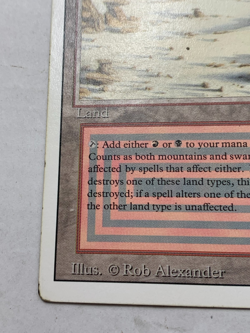 Land
: Add either or to your mana
Counts as both mountains and swa
affected by spells that affect either.
destroys one of these land types, thi
destroyed; if a spell alters one of the
the other land type is unaffected.
Illus. © Rob Alexander